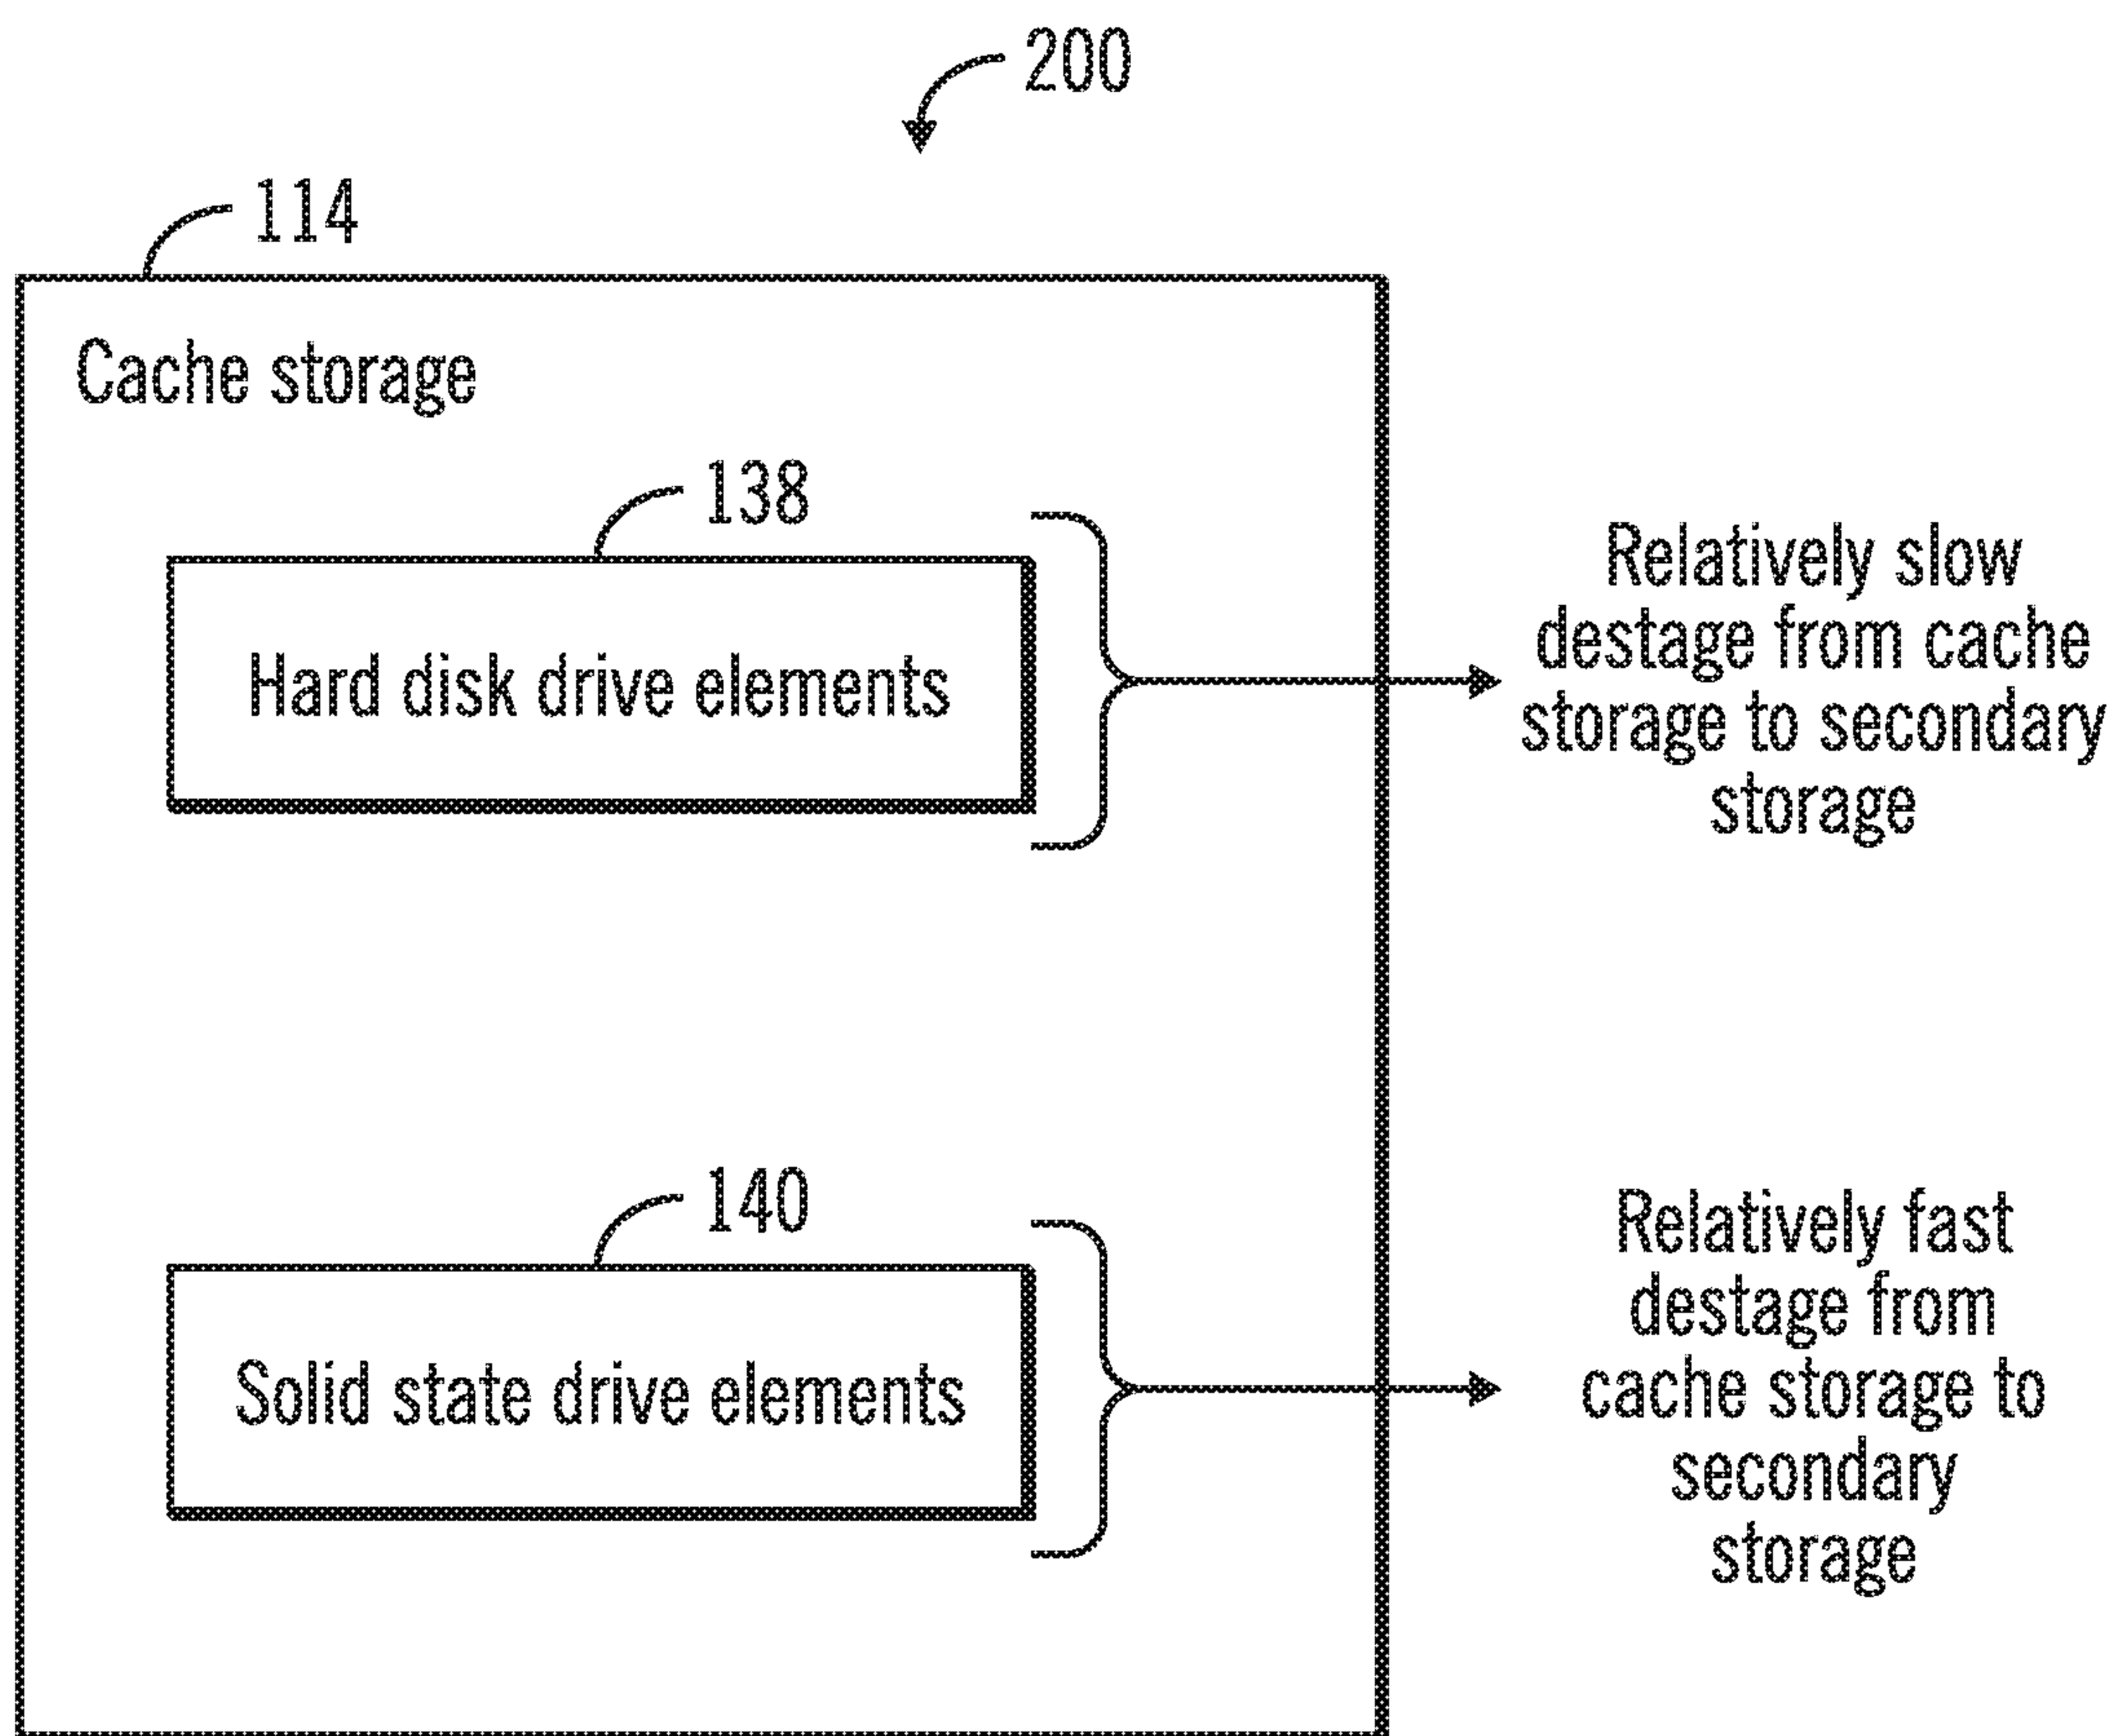 200
114
Cache storage
138
Hard disk drive elements
Relatively slow
destage from cache
storage to secondary
storage
140
Solid state drive elements
Relatively fast
destage from
cache storage to
secondary
storage